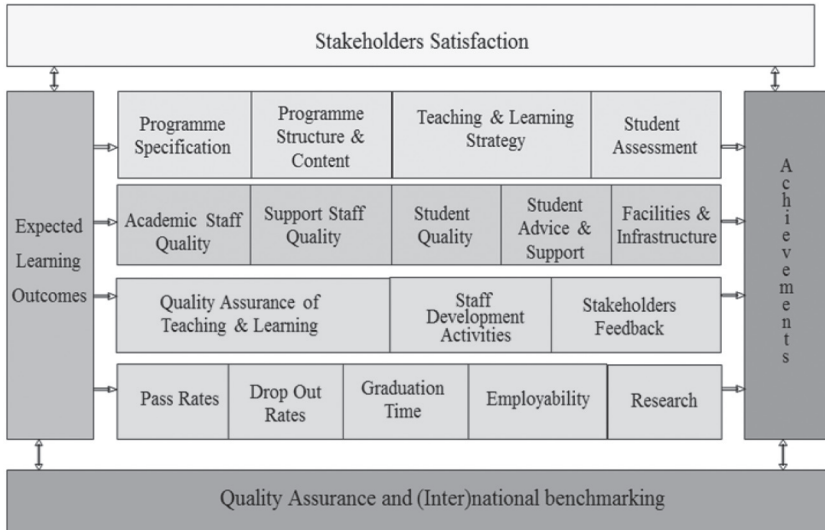 Stakeholders Satisfaction
Expected
Learning
Outcomes
Programme
Specification
Programme
Structure &
Content
Teaching & Learning
Strategy
Student
Assessment
Academic Staff
Quality
Support Staff
Quality
Student
Quality
Student
Advice &
Support
Facilities &
Infrastructure
Quality Assurance of
Teaching & Learning
Staff
Development
Activities
Stakeholders
Feedback
Pass Rates
Drop Out
Rates
Graduation
Time
Employability
Research
Achievements
Quality Assurance and (Inter)national benchmarking